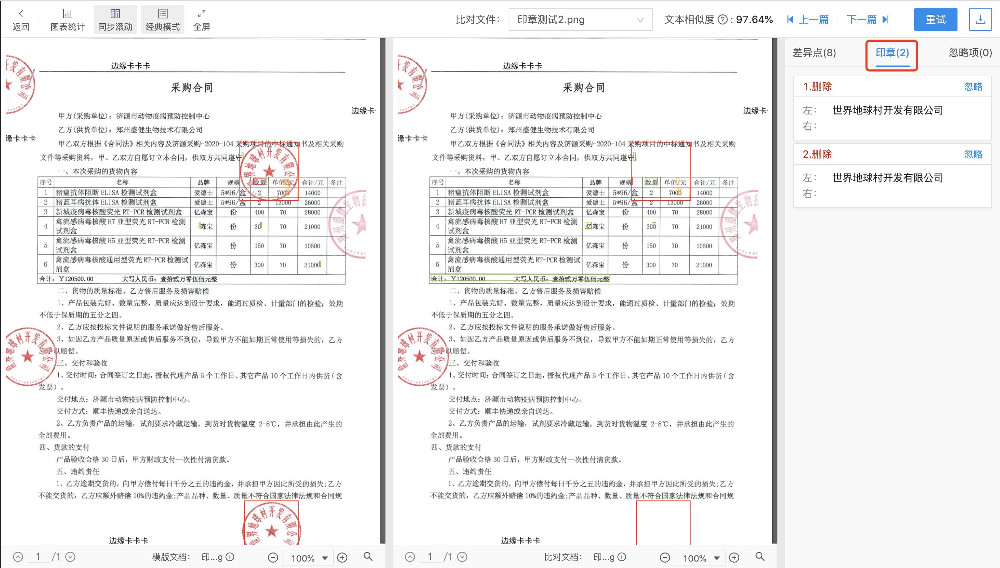 返回
图表统计
同步滚动
经典模式
全屏
比对文件：
印章测试2.png
文本相似度 ? : 97.64%
上一篇
下一篇
重试
边缘卡卡卡
采购合同
边缘卡
甲方(采购单位)：济源市动物疫病预防控制中心
乙方(供货单位)：郑州盛健生物技术有限公司
缘卡卡卡
甲乙双方根据《合同法》相关内容及济源采购-2020-104 采购项目的中标通知书及相关采购
文件等采购资料，甲、乙双方自愿订立本合同，供双方共同遵守
一、本次采购的货物内容
序号 名称 品牌 规格 数量 单价/元 合计/元 备注
1 猪瘟抗体阻断 ELISA 检测试剂盒 爱德士 5*96/盒 2 7000 14000
2 猪蓝耳病抗体 ELISA 检测试剂盒 爱德士 5*96/盒 2 13000 26000
3 新城疫病毒核酸荧光 RT-PCR 检测试剂盒 亿森宝 份 400 70 28000
4 禽流感病毒核酸 H7 亚型荧光 RT-PCR 检测
试剂盒 森宝 份 30 70 21000
5 禽流感病毒核酸 H5 亚型荧光 RT-PCR 检测
试剂盒 亿森宝 份 150 70 10500
6 禽流感病毒核酸通用型荧光 RT-PCR 检测试
剂盒 亿森宝 份 300 70 21000
合计：￥120500.00 大写人民币：壹拾贰万零伍佰元整
二、货物的质量标准、乙方售后服务及损害赔偿
1、产品包装完好、数量完整，质量应达到设计要求，能通过质检、计量部门的检验；效期
不低于保质期的五分之四。
2、乙方应按投标文件说明的服务承诺做好售后服务。
3、如因乙方产品质量原因或售后服务不到位，导致甲方不能如期正常使用等损失的，乙方
以赔偿。
三、交付和验收
1、交付时间：合同签订之日起，授权代理产品 5 个工作日、其它产品 10 个工作日内供货（含
发票）。
交付地点：济源市动物疫病预防控制中心。
交付方式：顺丰快递或亲自送达。
2、乙方负责产品的运输，试剂要求冷藏运输，到货时货物温度 2-8℃，并承担由此产生的
全部费用。
四、货款的支付
产品验收合格 30 日后，甲方财政支付一次性付清货款。
五、违约责任
1、乙方逾期交货的，向甲方偿付每日千分之五的违约金，并承担甲方因此所受的损失;乙方
不能交货的，乙方应额外赔偿 10%的违约金;产品品种、数量、质量不符合国家法律法规和合同规
边缘卡卡卡
开发有限公司
界地球村开发有限公
世界地球村开发有限公司
世界地球村开发有限公司
郑州盛健生物技
1 /1
模版文档：
印...g
100%
边缘卡卡卡
采购合同
边缘卡
甲方(采购单位)：济源市动物疫病预防控制中心
乙方(供货单位)：郑州盛健生物技术有限公司
缘卡卡卡
甲乙双方根据《合同法》相关内容及济源采购-2020-104 采购项目的中标通知书及相关采购
文件等采购资料，甲、乙双方自愿订立本合同，供双方共同遵守：
一、本次采购的货物内容
序号 名称 品牌 规格 数量 单价/元 合计/元 备注
1 猪瘟抗体阻断 ELISA 检测试剂盒 爱德士 5*96/盒 2 7000 14000
2 猪蓝耳病抗体 ELISA 检测试剂盒 爱德士 5*96/盒 2 13000 26000
3 新城疫病毒核酸荧光 RT-PCR 检测试剂盒 亿森宝 份 400 70 28000
4 禽流感病毒核酸 H7 亚型荧光 RT-PCR 检测
试剂盒 亿森宝 份 300 70 21000
5 禽流感病毒核酸 H5 亚型荧光 RT-PCR 检测
试剂盒 亿森宝 份 150 70 10500
6 禽流感病毒核酸通用型荧光 RT-PCR 检测试
剂盒 亿森宝 份 300 70 21000
合计：￥120500.00 大写人民币：壹拾贰万零伍佰元整
二、货物的质量标准、乙方售后服务及损害赔偿
1、产品包装完好、数量完整，质量应达到设计要求，能通过质检、计量部门的检验；效期
不低于保质期的五分之四。
2、乙方应按投标文件说明的服务承诺做好售后服务。
3、如因乙方产品质量原因或售后服务不到位，导致甲方不能如期正常使用等损失的，乙方
以赔偿。
三、交付和验收
1、交付时间：合同签订之日起，授权代理产品 5 个工作日、其它产品 10 个工作日内供货（含
发票）。
交付地点：济源市动物疫病预防控制中心。
交付方式：顺丰快递或亲自送达。
2、乙方负责产品的运输，试剂要求冷藏运输，到货时货物温度 2-8℃，并承担由此产生的
全部费用。
四、货款的支付
产品验收合格 30 日后，甲方财政支付一次性付清货款。
五、违约责任
1、乙方逾期交货的，向甲方偿付每日千分之五的违约金，并承担甲方因此所受的损失;乙方
不能交货的，乙方应额外赔偿 10%的违约金;产品品种、数量、质量不符合国家法律法规和合同规
边缘卡卡卡
开发有限公司
世界地球村开发有限公司
郑州盛健生物技
1 /1
比对文档：
印...g
100%
差异点(8)
印章(2)
忽略项(0)
1.删除
忽略
左： 世界地球村开发有限公司
右：
2.删除
忽略
左： 世界地球村开发有限公司
右：